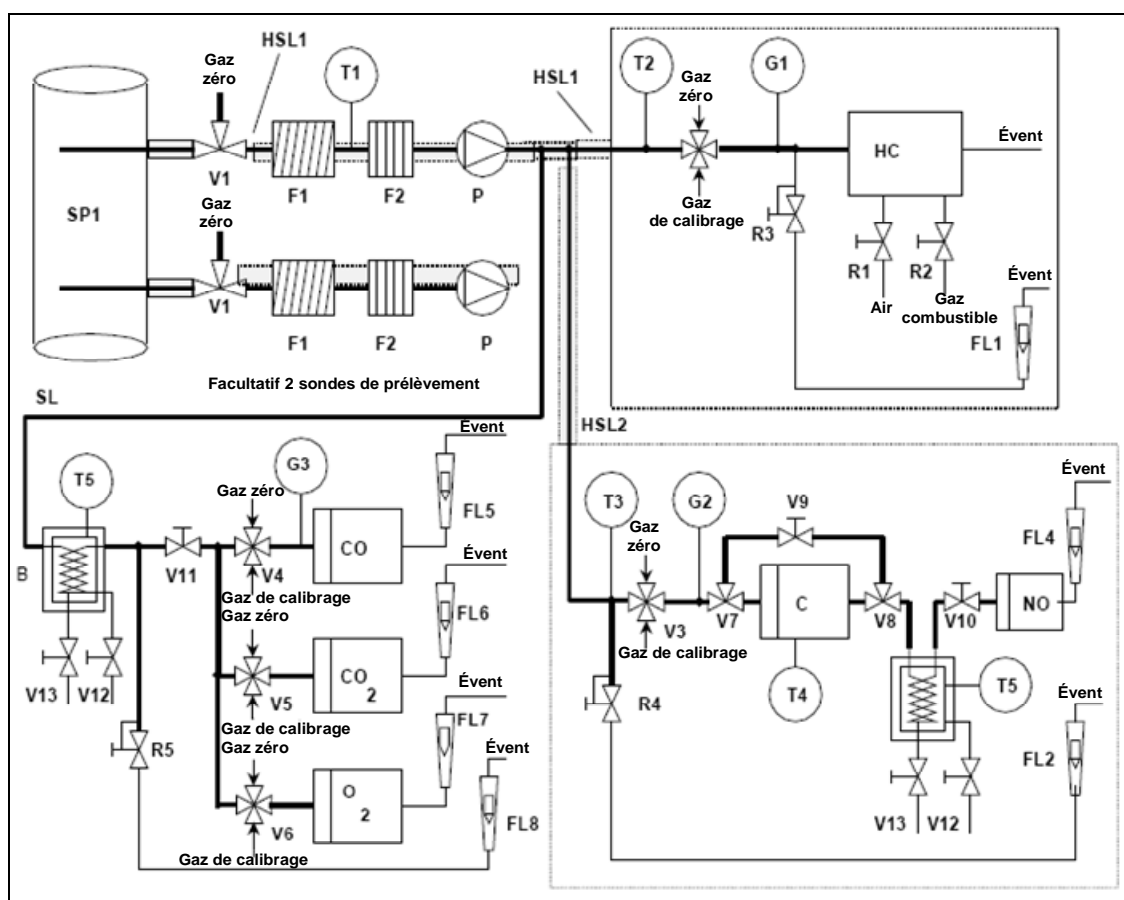 HSL1
Gaz
zéro
T1
V1
F1
F2
P
SP1
Gaz
zéro
V1
F1
F2
P
Facultatif 2 sondes de prélèvement
HSL1
T2
Gaz
zéro
G1
Gaz
de calibrage
HC
Évent
R3
R1
R2
Air
Gaz
combustible
Évent
FL1
SL
HSL2
T5
B
V13
V12
V11
R5
Gaz zéro
G3
V4
Gaz de calibrage
CO
Évent
FL5
Gaz zéro
V5
Gaz de calibrage
CO
2
Évent
FL6
Gaz zéro
V6
Gaz de calibrage
O
2
Évent
FL7
Évent
FL8
T3
Gaz
zéro
G2
V9
V3
Gaz de calibrage
V7
C
V8
V10
NO
Évent
FL4
R4
T4
T5
V13
V12
Évent
FL2